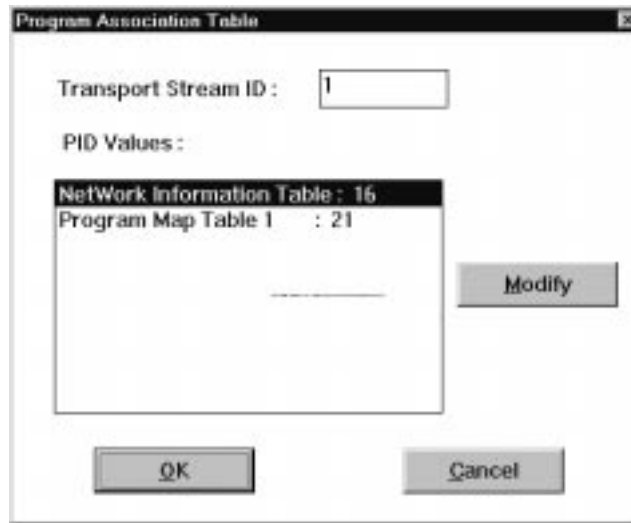 Program Association Table
Transport Stream ID : 1
PID Values :
NetWork Information Table : 16
Program Map Table 1 : 21
Modify
OK
Cancel